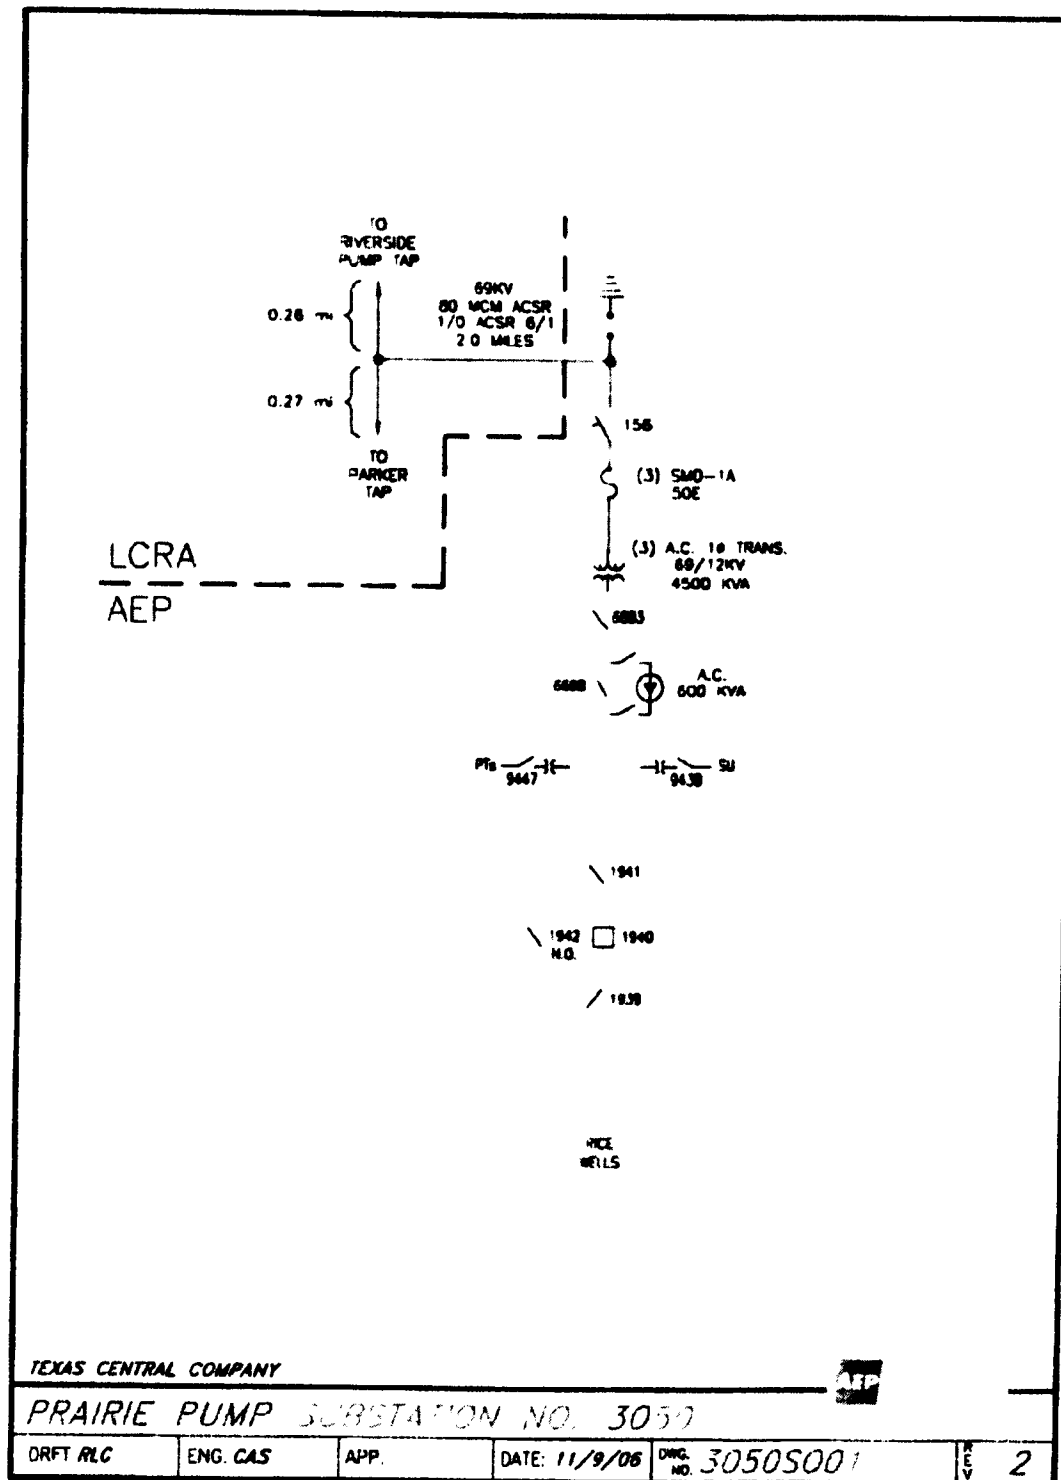 TO
RIVERSIDE
PUMP TAP
0.26 mi
69KV
80 MCM ACSR
1/0 ACSR 6/1
2.0 MILES
0.27 mi
TO
PARKER
TAP
156
(3) SMD-1A
50E
LCRA
AEP
(3) A.C. 1ø TRANS.
69/12KV
4500 KVA
A.C.
600 KVA
PTs
9447
SU
1941
1942
N.O.
1940
1939
RICE
WELLS
TEXAS CENTRAL COMPANY
AEP
PRAIRIE PUMP SUBSTATION NO. 3050
DRFT RLC
ENG. CAS
APP.
DATE: 11/9/06
DWG. NO. 3050S001
REV 2